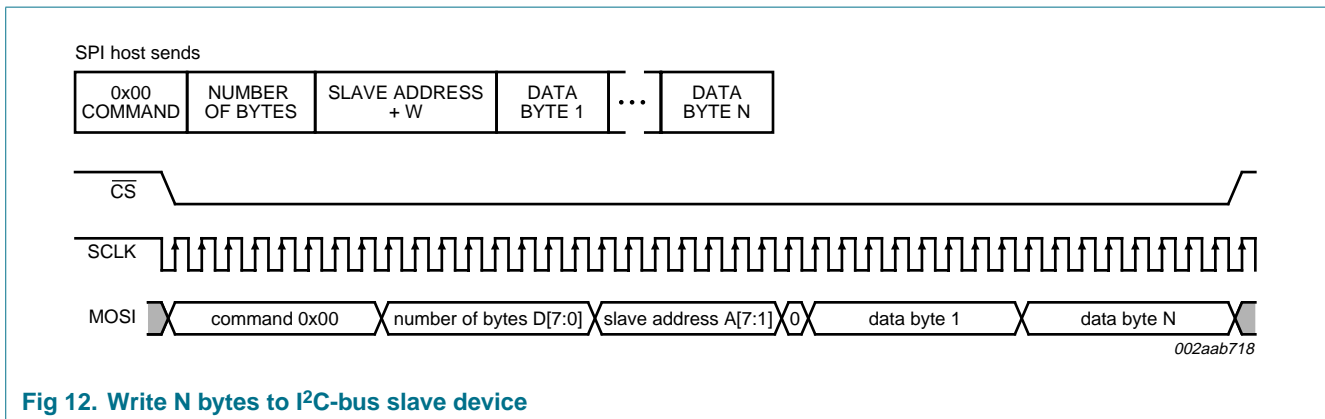 SPI host sends
0x00 COMMAND
NUMBER OF BYTES
SLAVE ADDRESS + W
DATA BYTE 1
...
DATA BYTE N
CS
SCLK
MOSI
command 0x00
number of bytes D[7:0]
slave address A[7:1]
0
data byte 1
data byte N
002aab718
Fig 12. Write N bytes to I²C-bus slave device